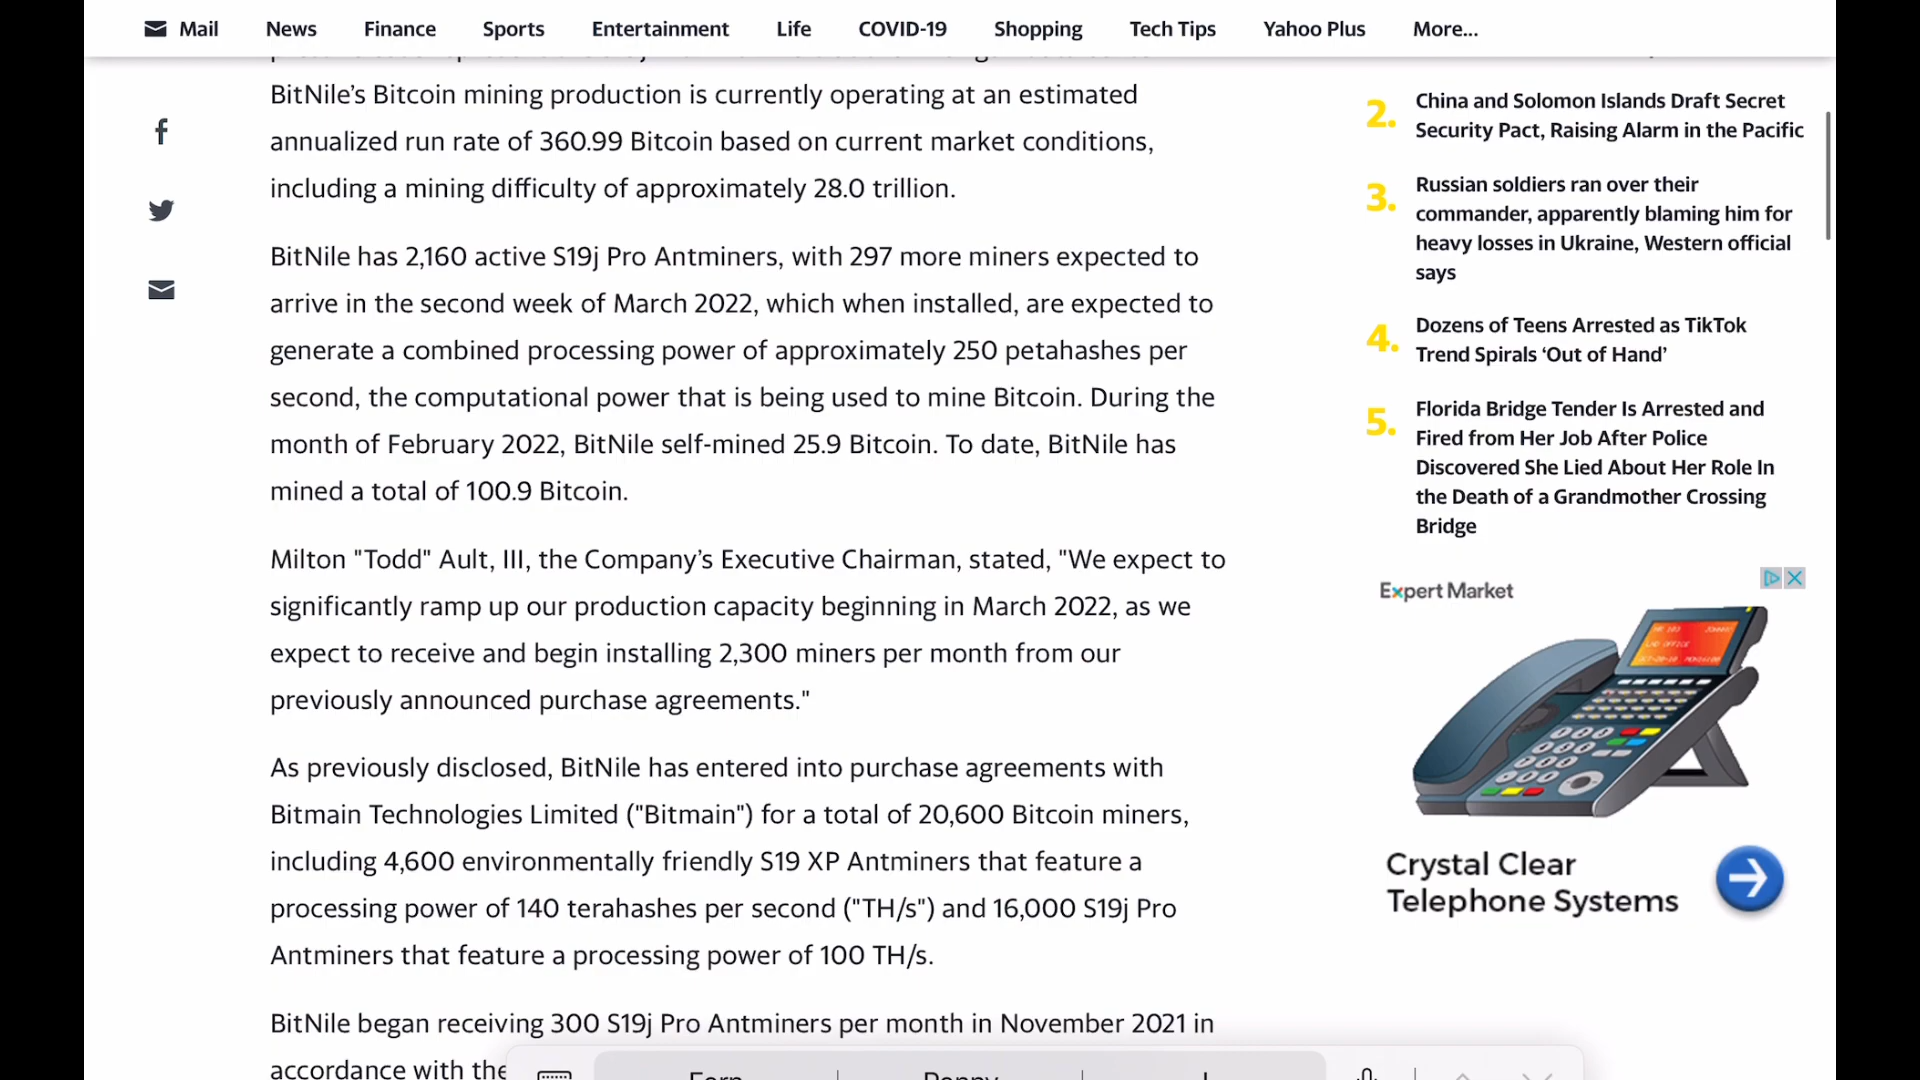 Mail News Finance Sports Entertainment Life COVID-19 Shopping Tech Tips Yahoo Plus More...
BitNile’s Bitcoin mining production is currently operating at an estimated
annualized run rate of 360.99 Bitcoin based on current market conditions,
including a mining difficulty of approximately 28.0 trillion.
BitNile has 2,160 active S19j Pro Antminers, with 297 more miners expected to
arrive in the second week of March 2022, which when installed, are expected to
generate a combined processing power of approximately 250 petahashes per
second, the computational power that is being used to mine Bitcoin. During the
month of February 2022, BitNile self-mined 25.9 Bitcoin. To date, BitNile has
mined a total of 100.9 Bitcoin.
Milton "Todd" Ault, III, the Company’s Executive Chairman, stated, "We expect to
significantly ramp up our production capacity beginning in March 2022, as we
expect to receive and begin installing 2,300 miners per month from our
previously announced purchase agreements."
As previously disclosed, BitNile has entered into purchase agreements with
Bitmain Technologies Limited ("Bitmain") for a total of 20,600 Bitcoin miners,
including 4,600 environmentally friendly S19 XP Antminers that feature a
processing power of 140 terahashes per second ("TH/s") and 16,000 S19j Pro
Antminers that feature a processing power of 100 TH/s.
BitNile began receiving 300 S19j Pro Antminers per month in November 2021 in
accordance with the
2. China and Solomon Islands Draft Secret
Security Pact, Raising Alarm in the Pacific
3. Russian soldiers ran over their
commander, apparently blaming him for
heavy losses in Ukraine, Western official
says
4. Dozens of Teens Arrested as TikTok
Trend Spirals ‘Out of Hand’
5. Florida Bridge Tender Is Arrested and
Fired from Her Job After Police
Discovered She Lied About Her Role In
the Death of a Grandmother Crossing
Bridge
Expert Market
Crystal Clear
Telephone Systems